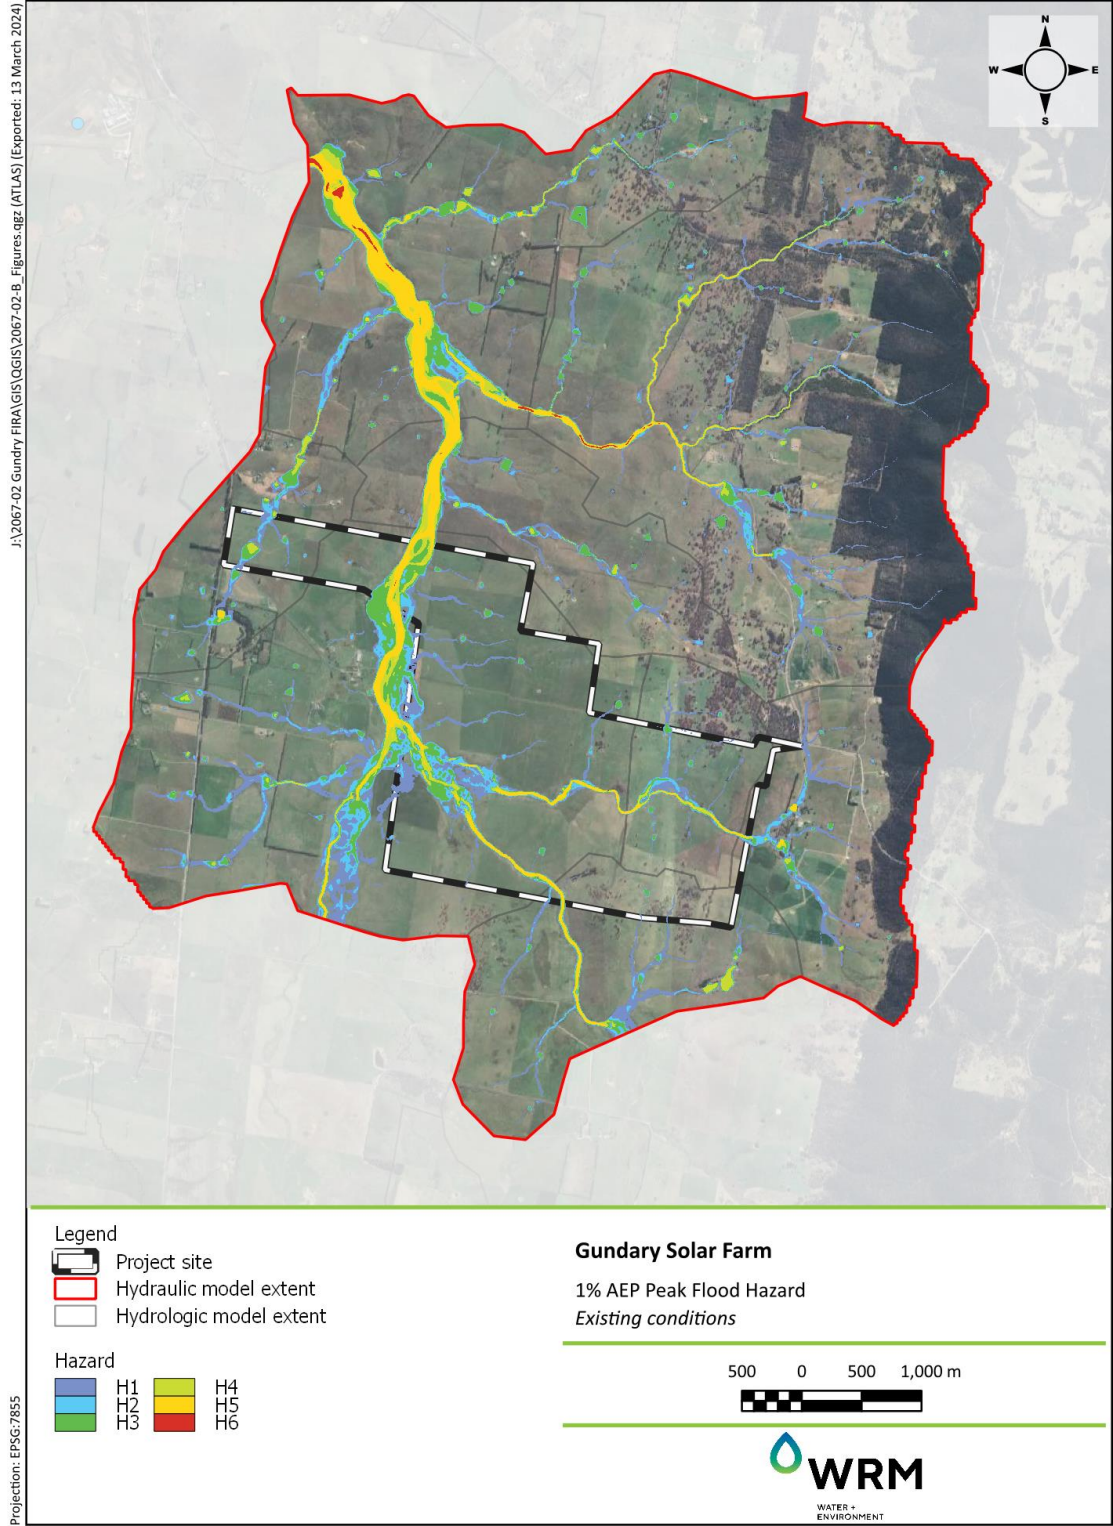 J:\2067-02 Gundry FIRA\GIS\QGIS\2067-02-B_Figures.qgz (ATLAS) (Exported: 13 March 2024)
Projection: EPSG:7855
N
W E
S
Legend
Project site
Hydraulic model extent
Hydrologic model extent
Hazard
H1 H4
H2 H5
H3 H6
Gundary Solar Farm
1% AEP Peak Flood Hazard
Existing conditions
500 0 500 1,000 m
WRM
WATER +
ENVIRONMENT